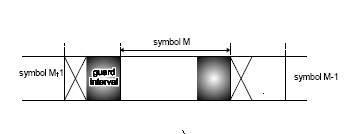 symbol M
guard
interval
symbol M+1
symbol M-1